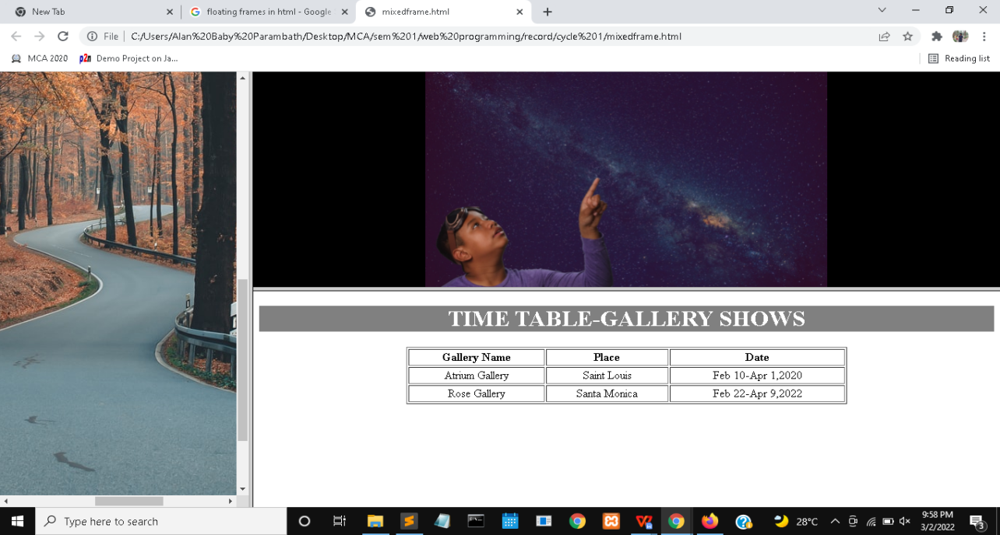 New Tab
floating frames in html - Google
mixedframe.html
File
C:/Users/Alan%20Baby%20Parambath/Desktop/MCA/sem%201/web%20programming/record/cycle%201/mixedframe.html
MCA 2020
p2n Demo Project on Ja...
Reading list
TIME TABLE-GALLERY SHOWS
Gallery Name Place Date
Atrium Gallery Saint Louis Feb 10-Apr 1,2020
Rose Gallery Santa Monica Feb 22-Apr 9,2022
Type here to search
28°C
9:58 PM
3/2/2022
3